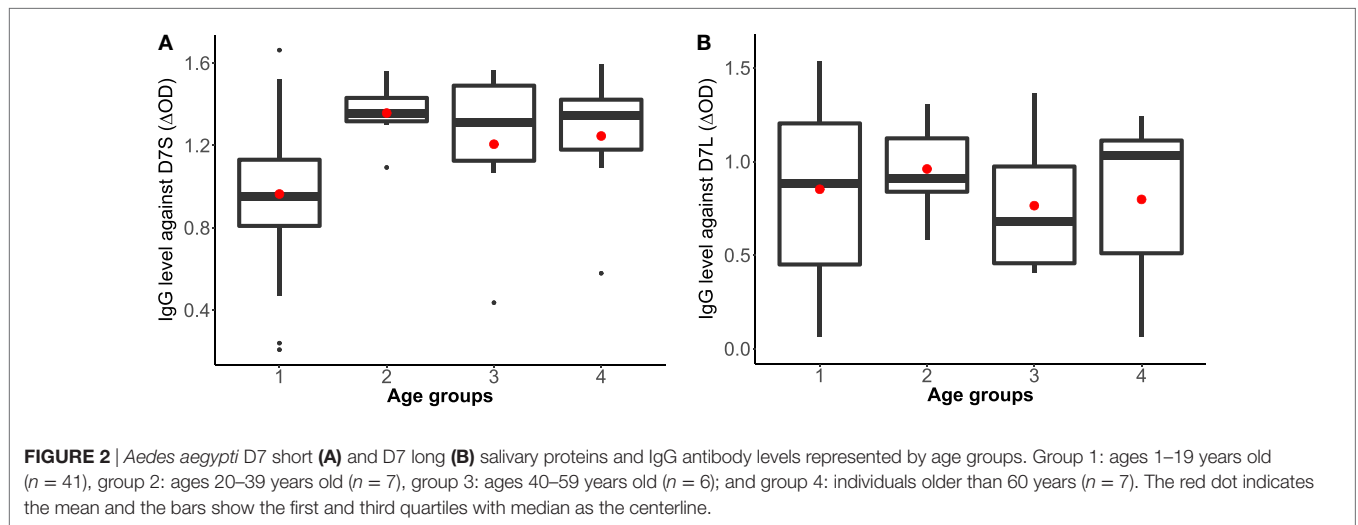 A
IgG level against D7S (ΔOD)
1.6
1.2
0.8
0.4
1 2 3 4
Age groups
B
IgG level against D7L (ΔOD)
1.5
1.0
0.5
0.0
1 2 3 4
Age groups
FIGURE 2 | Aedes aegypti D7 short (A) and D7 long (B) salivary proteins and IgG antibody levels represented by age groups. Group 1: ages 1–19 years old
(n = 41), group 2: ages 20–39 years old (n = 7), group 3: ages 40–59 years old (n = 6); and group 4: individuals older than 60 years (n = 7). The red dot indicates
the mean and the bars show the first and third quartiles with median as the centerline.